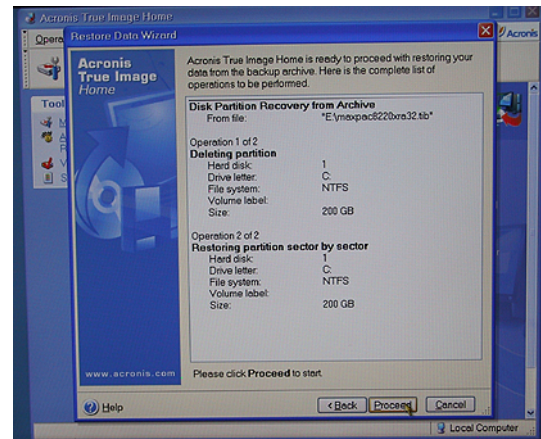 Acronis True Image Home
Opera
Restore Data Wizard
Acronis
Acronis
True Image
Home
Acronis True Image Home is ready to proceed with restoring your
data from the backup archive. Here is the complete list of
operations to be performed.
Tool
Disk Partition Recovery from Archive
From file: "E:\maxpac8220xra32.tib"
Operation 1 of 2
Deleting partition
Hard disk: 1
Drive letter: C:
File system: NTFS
Volume label:
Size: 200 GB
Operation 2 of 2
Restoring partition sector by sector
Hard disk: 1
Drive letter: C:
File system: NTFS
Volume label:
Size: 200 GB
www.acronis.com
Please click Proceed to start.
Help
< Back
Proceed
Cancel
Local Computer